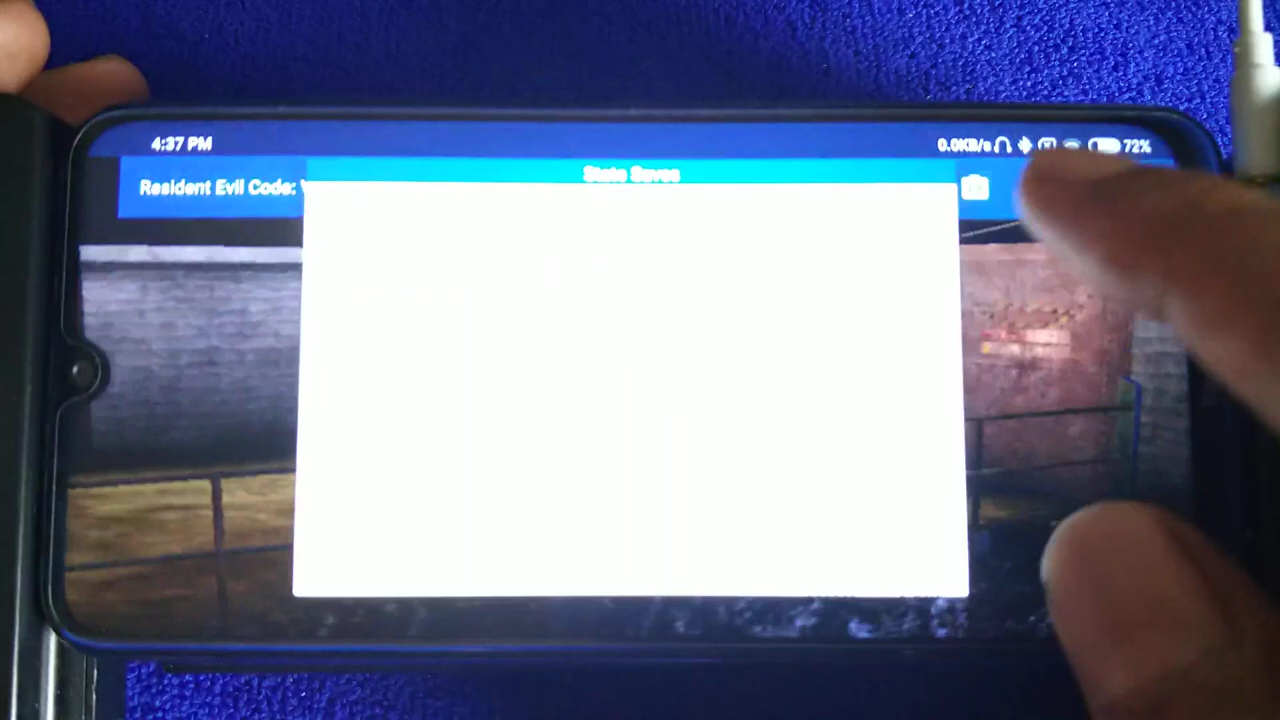 4:37 PM
0.0KB/s
72%
Resident Evil Code:
State Saves